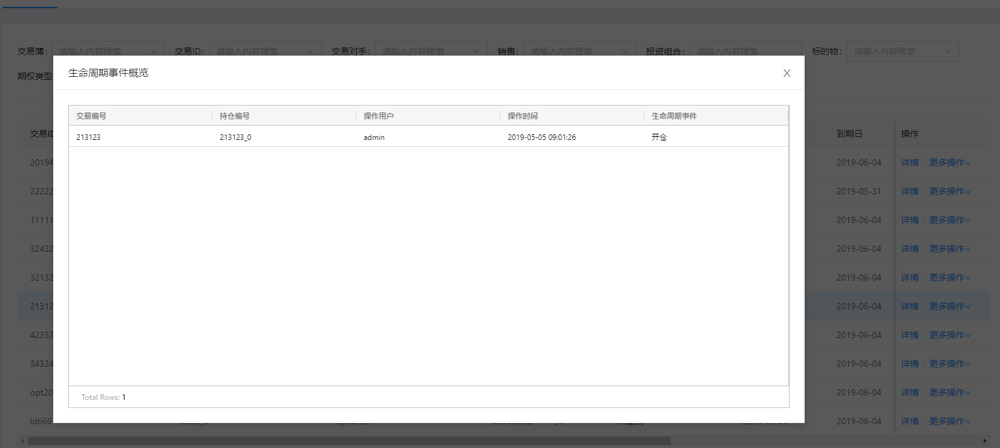 交易簿: 请输入内容搜索 交易ID: 请输入内容搜索 交易对手: 请输入内容搜索 销售: 请输入内容搜索 投资组合: 请输入内容搜索 标的物: 请输入内容搜索
生命周期事件概览
期权类型
交易编号 持仓编号 操作用户 操作时间 生命周期事件
213123 213123_0 admin 2019-05-05 09:01:26 开仓
交易ID 到期日 操作
2019年 2019-06-04 详情 更多操作
22222 2019-05-31 详情 更多操作
11111 2019-06-04 详情 更多操作
32432 2019-06-04 详情 更多操作
32132 2019-06-04 详情 更多操作
21312 2019-06-04 详情 更多操作
42353 2019-06-04 详情 更多操作
34324 2019-06-04 详情 更多操作
opt20 2019-06-04 详情 更多操作
Total Rows: 1
ld666 2019-06-04 详情 更多操作